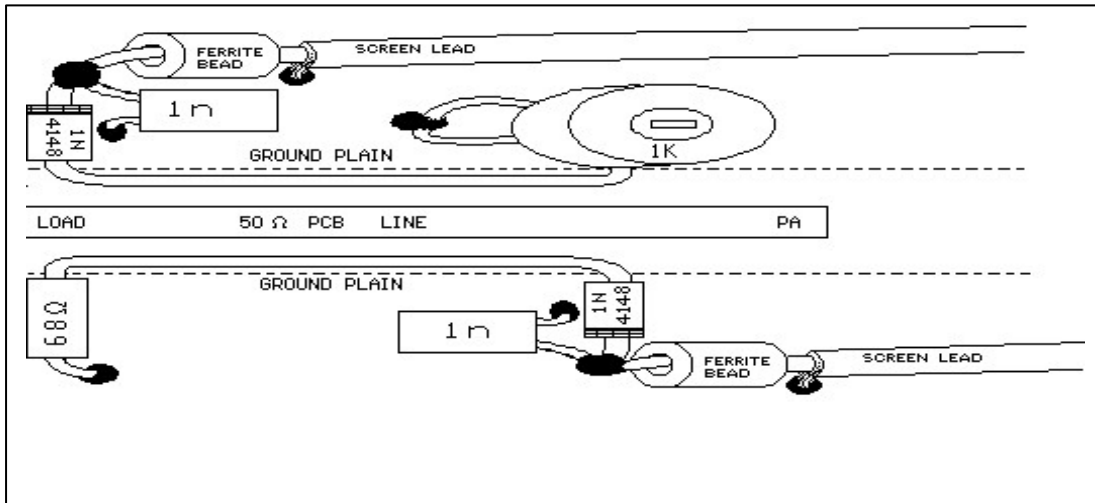 FERRITE BEAD
SCREEN LEAD
1n
1N 4148
1K
GROUND PLAIN
LOAD 50 Ω PCB LINE PA
GROUND PLAIN
68Ω
1n
1N 4148
FERRITE BEAD
SCREEN LEAD